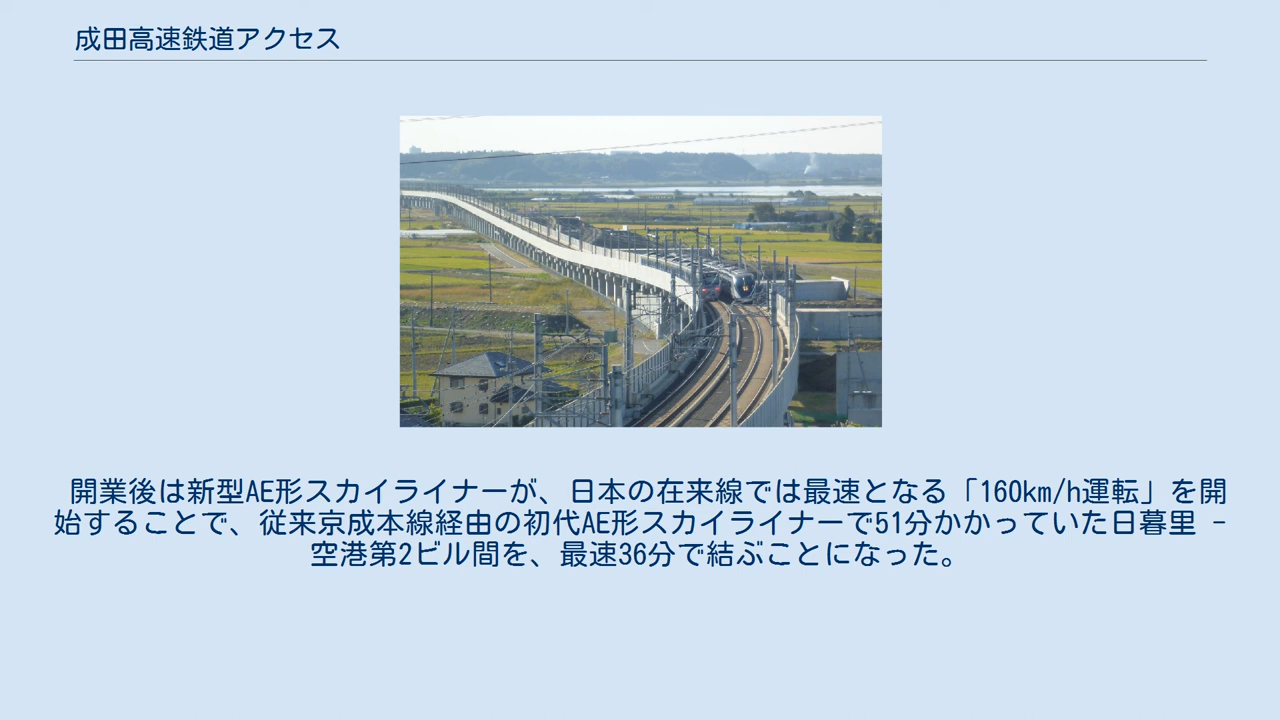 成田高速鉄道アクセス
開業後は新型AE形スカイライナーが、日本の在来線では最速となる「160km/h運転」を開
始することで、従来京成本線経由の初代AE形スカイライナーで51分かかっていた日暮里 -
空港第2ビル間を、最速36分で結ぶことになった。